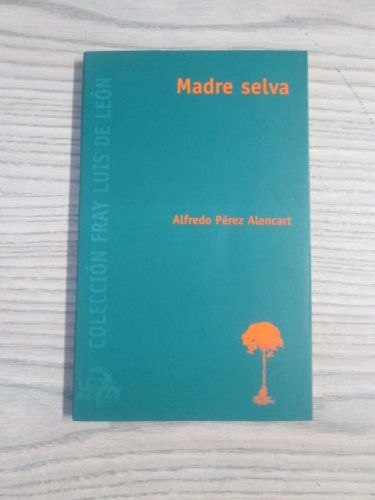 Madre selva
Alfredo Pérez Alencart
COLECCIÓN FRAY LUIS DE LEÓN